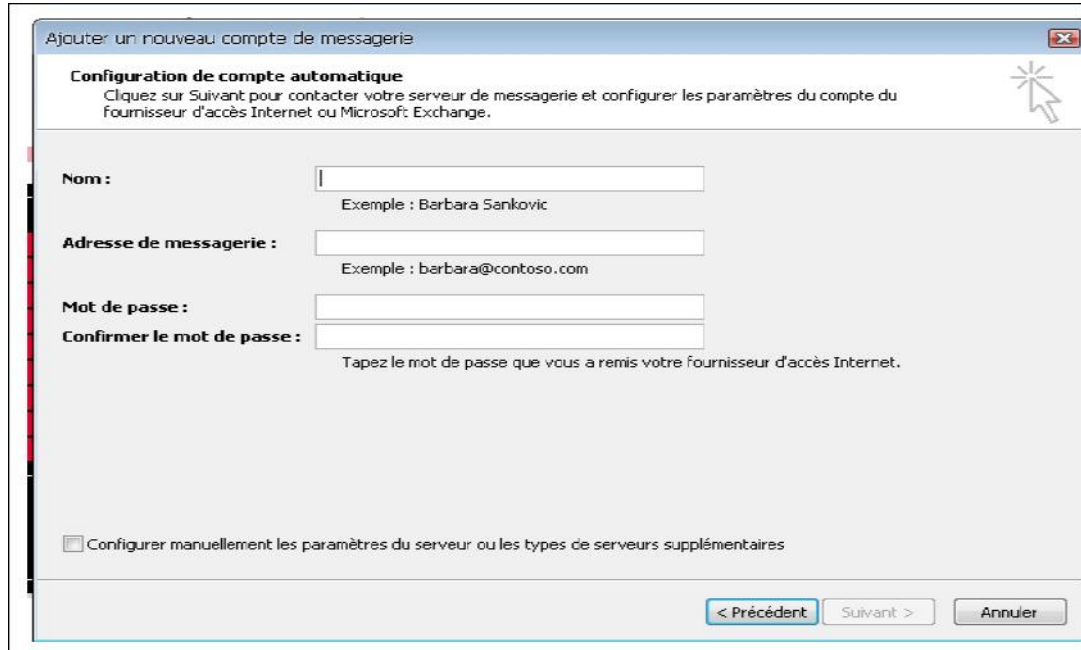 Ajouter un nouveau compte de messagerie
Configuration de compte automatique
Cliquez sur Suivant pour contacter votre serveur de messagerie et configurer les paramètres du compte du
fournisseur d'accès Internet ou Microsoft Exchange.
Nom :
Exemple : Barbara Sankovic
Adresse de messagerie :
Exemple : barbara@contoso.com
Mot de passe :
Confirmer le mot de passe :
Tapez le mot de passe que vous a remis votre fournisseur d'accès Internet.
Configurer manuellement les paramètres du serveur ou les types de serveurs supplémentaires
< Précédent Suivant > Annuler